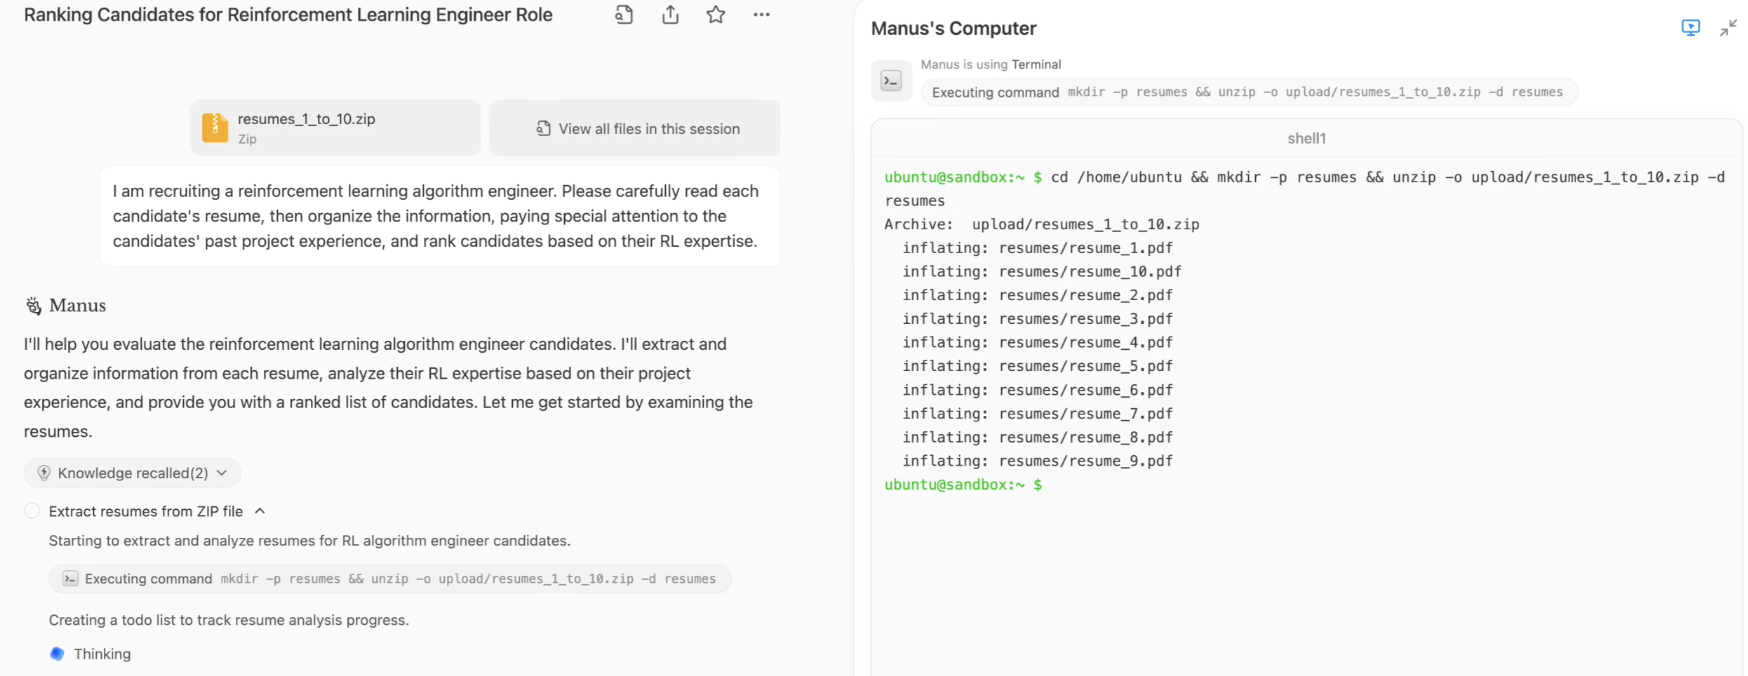 Ranking Candidates for Reinforcement Learning Engineer Role
resumes_1_to_10.zip
Zip
View all files in this session
I am recruiting a reinforcement learning algorithm engineer. Please carefully read each
candidate's resume, then organize the information, paying special attention to the
candidates' past project experience, and rank candidates based on their RL expertise.
Manus
I'll help you evaluate the reinforcement learning algorithm engineer candidates. I'll extract and
organize information from each resume, analyze their RL expertise based on their project
experience, and provide you with a ranked list of candidates. Let me get started by examining the
resumes.
Knowledge recalled(2)
Extract resumes from ZIP file
Starting to extract and analyze resumes for RL algorithm engineer candidates.
Executing command mkdir -p resumes && unzip -o upload/resumes_1_to_10.zip -d resumes
Creating a todo list to track resume analysis progress.
Thinking
Manus's Computer
Manus is using Terminal
Executing command mkdir -p resumes && unzip -o upload/resumes_1_to_10.zip -d resumes
shell1
ubuntu@sandbox:~ $ cd /home/ubuntu && mkdir -p resumes && unzip -o upload/resumes_1_to_10.zip -d
resumes
Archive:  upload/resumes_1_to_10.zip
  inflating: resumes/resume_1.pdf
  inflating: resumes/resume_10.pdf
  inflating: resumes/resume_2.pdf
  inflating: resumes/resume_3.pdf
  inflating: resumes/resume_4.pdf
  inflating: resumes/resume_5.pdf
  inflating: resumes/resume_6.pdf
  inflating: resumes/resume_7.pdf
  inflating: resumes/resume_8.pdf
  inflating: resumes/resume_9.pdf
ubuntu@sandbox:~ $